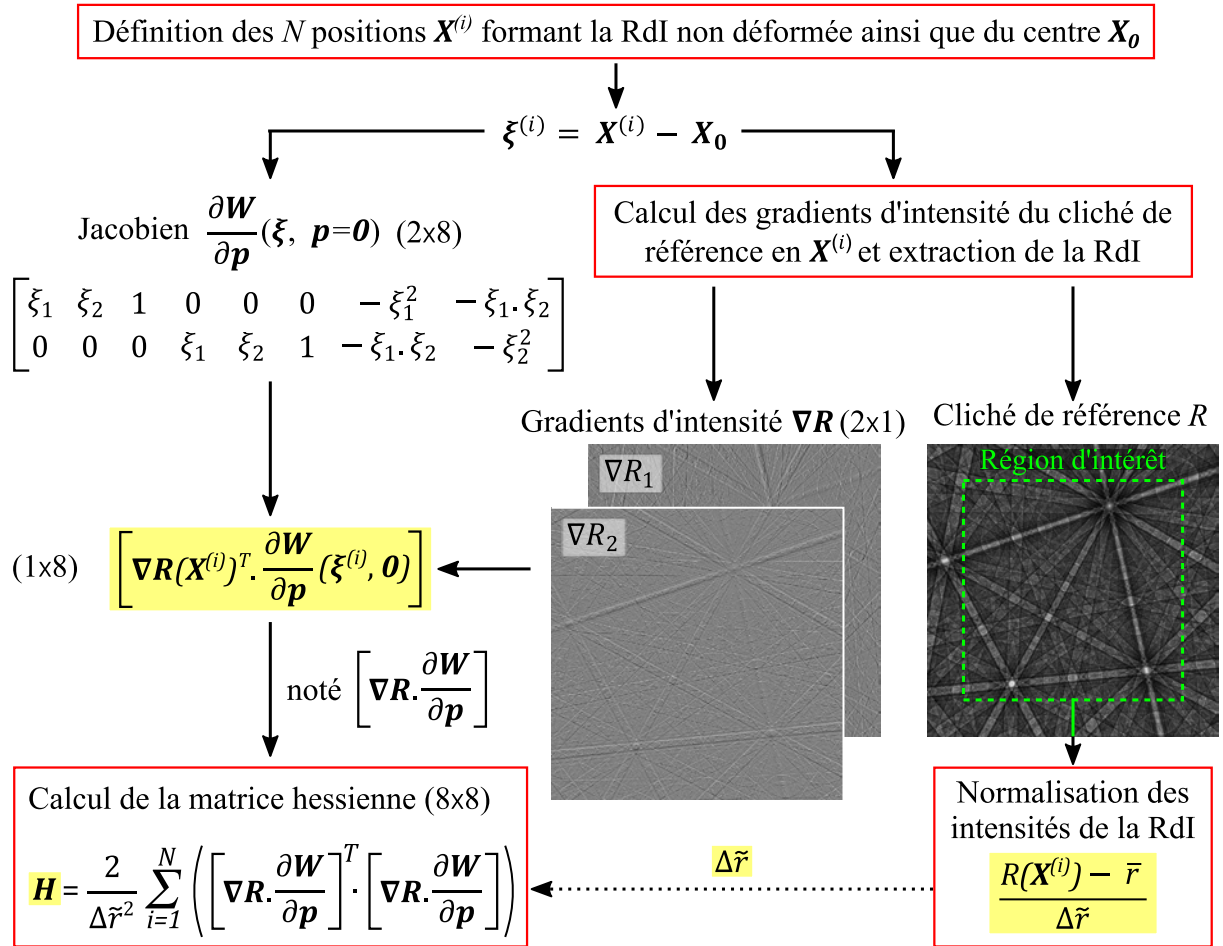 Définition des N positions X⁽ⁱ⁾ formant la RdI non déformée ainsi que du centre X₀
ξ⁽ⁱ⁾ = X⁽ⁱ⁾ − X₀
Jacobien ∂W/∂p (ξ, p=0) (2x8)
ξ₁ ξ₂ 1 0 0 0 −ξ₁² −ξ₁.ξ₂
0 0 0 ξ₁ ξ₂ 1 −ξ₁.ξ₂ −ξ₂²
Calcul des gradients d'intensité du cliché de
référence en X⁽ⁱ⁾ et extraction de la RdI
Gradients d'intensité ∇R (2x1)
∇R₁
∇R₂
Cliché de référence R
Région d'intérêt
(1x8) [∇R(X⁽ⁱ⁾)ᵀ. ∂W/∂p (ξ⁽ⁱ⁾, 0)]
noté [∇R. ∂W/∂p]
Calcul de la matrice hessienne (8x8)
H = 2/Δr̃² ∑ᵢ₌₁ᴺ ([∇R. ∂W/∂p]ᵀ · [∇R. ∂W/∂p])
Δr̃
Normalisation des
intensités de la RdI
R(X⁽ⁱ⁾) − r̄
Δr̃